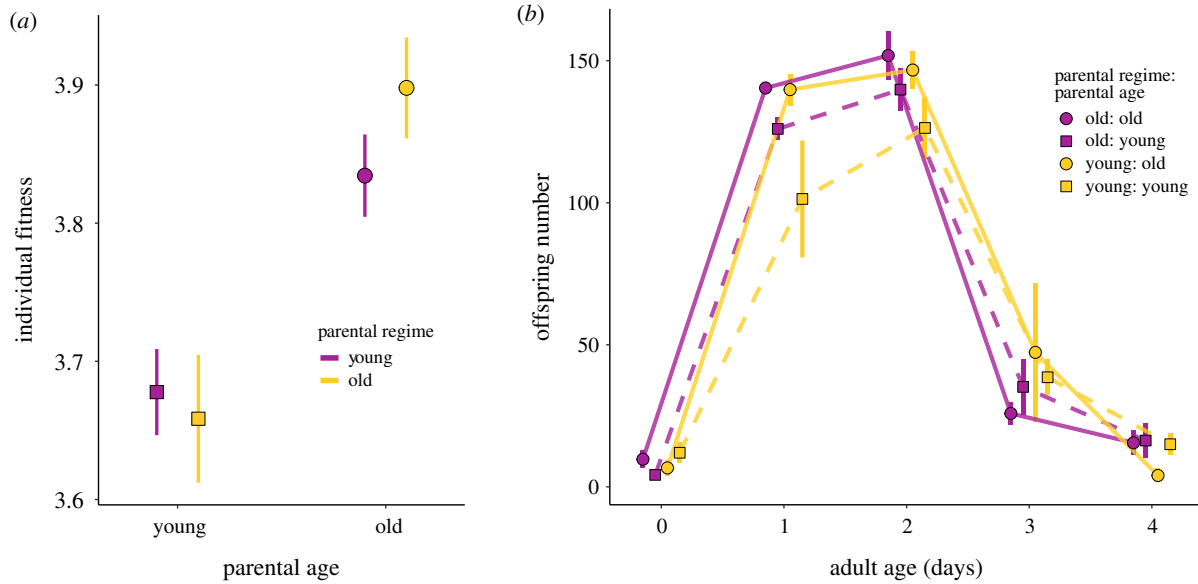 (a)
3.9
3.8
3.7
3.6
individual fitness
parental regime
young
old
young
old
parental age
(b)
150
100
50
0
offspring number
parental regime:
parental age
old: old
old: young
young: old
young: young
0
1
2
3
4
adult age (days)